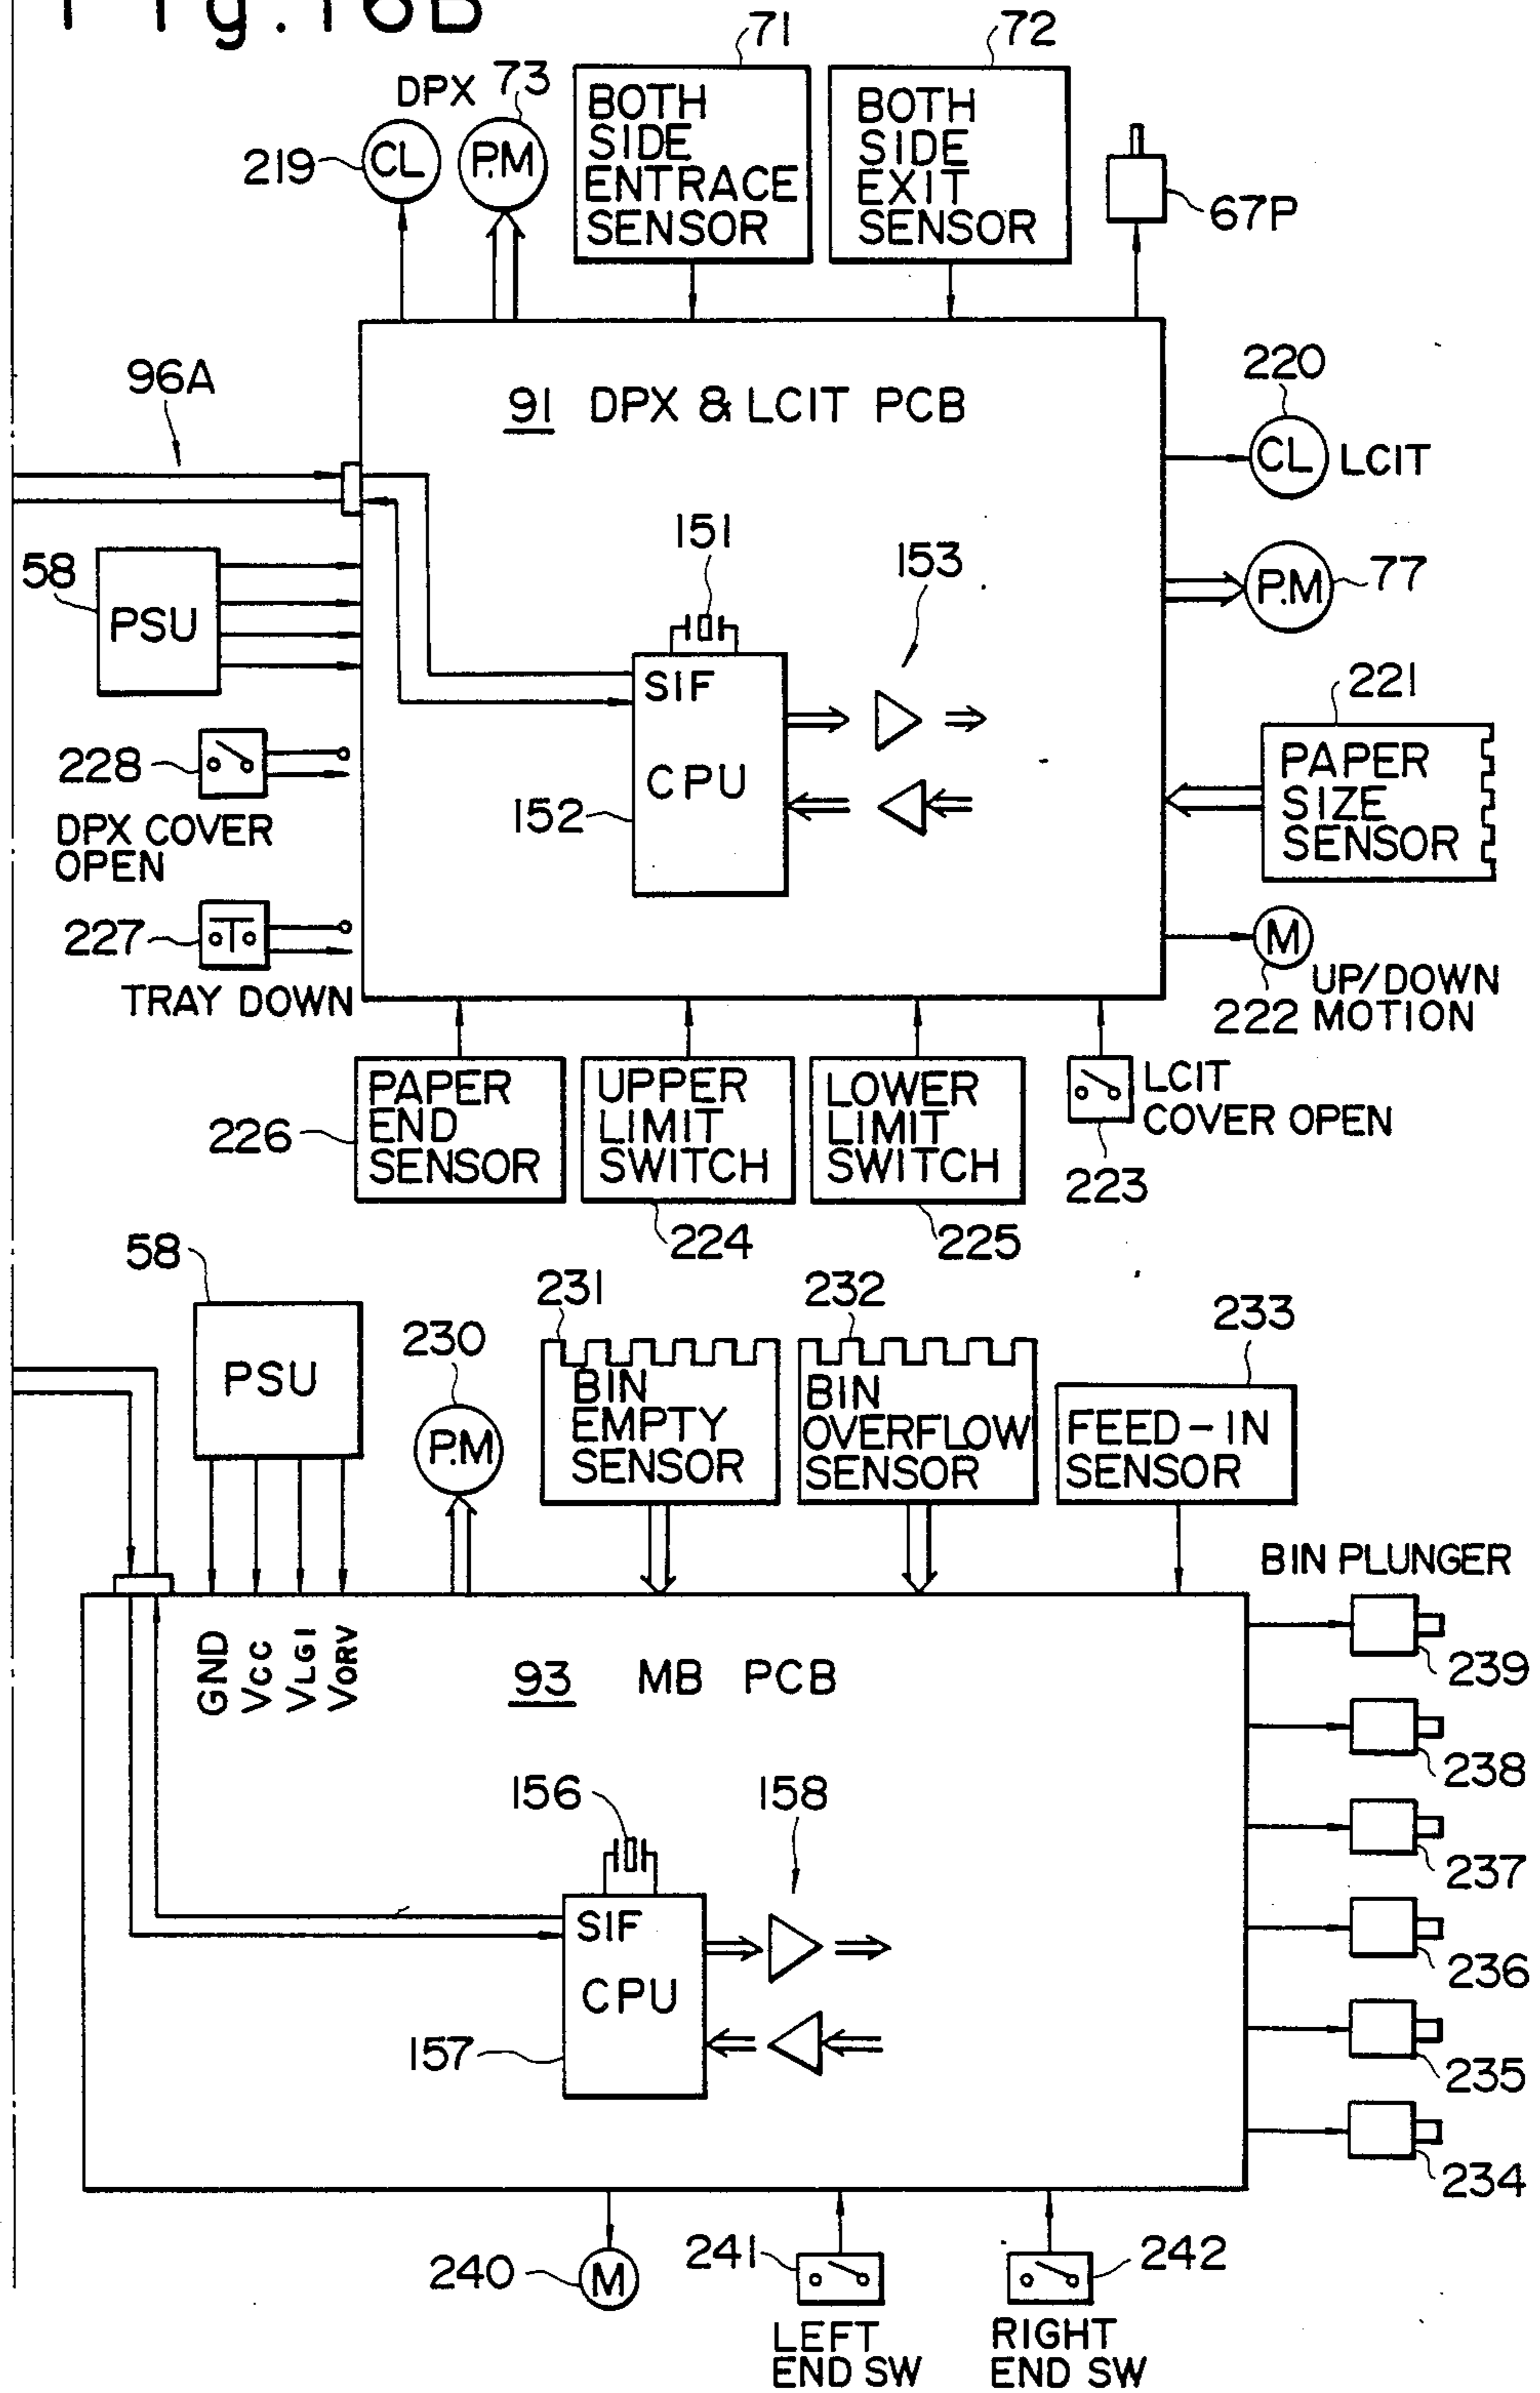 Fig.16B
71
72
DPX 73
BOTH
SIDE
ENTRACE
SENSOR
BOTH
SIDE
EXIT
SENSOR
219
CL
P.M
67P
96A
91 DPX & LCIT PCB
220
CL LCIT
151
153
58
PSU
P.M
77
SIF
CPU
152
221
PAPER
SIZE
SENSOR
228
DPX COVER
OPEN
227
TRAY DOWN
M
UP/DOWN
222 MOTION
PAPER
END
SENSOR
226
UPPER
LIMIT
SWITCH
224
LOWER
LIMIT
SWITCH
225
LCIT
COVER OPEN
223
58
PSU
230
P.M
231
BIN
EMPTY
SENSOR
232
BIN
OVERFLOW
SENSOR
233
FEED-IN
SENSOR
BIN PLUNGER
GND
VCC
VLGI
VORV
93 MB PCB
239
238
237
236
235
234
156
158
SIF
CPU
157
240
M
241
242
LEFT
END SW
RIGHT
END SW